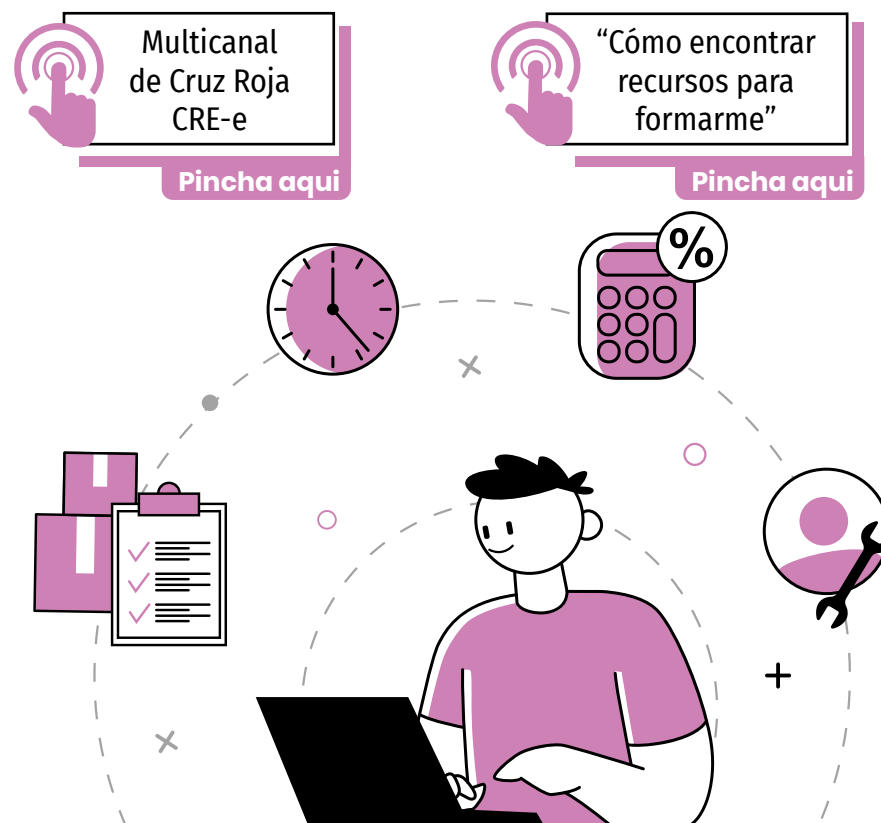 Multicanal
de Cruz Roja
CRE-e
Pincha aqui
“Cómo encontrar
recursos para
formarme”
Pincha aqui
%